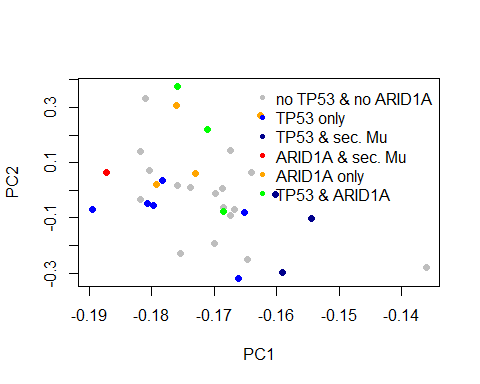 no TP53 & no ARID1A
TP53 only
TP53 & sec. Mu
ARID1A & sec. Mu
ARID1A only
TP53 & ARID1A
PC2
0.3
0.1
-0.1
-0.3
-0.19 -0.18 -0.17 -0.16 -0.15 -0.14
PC1